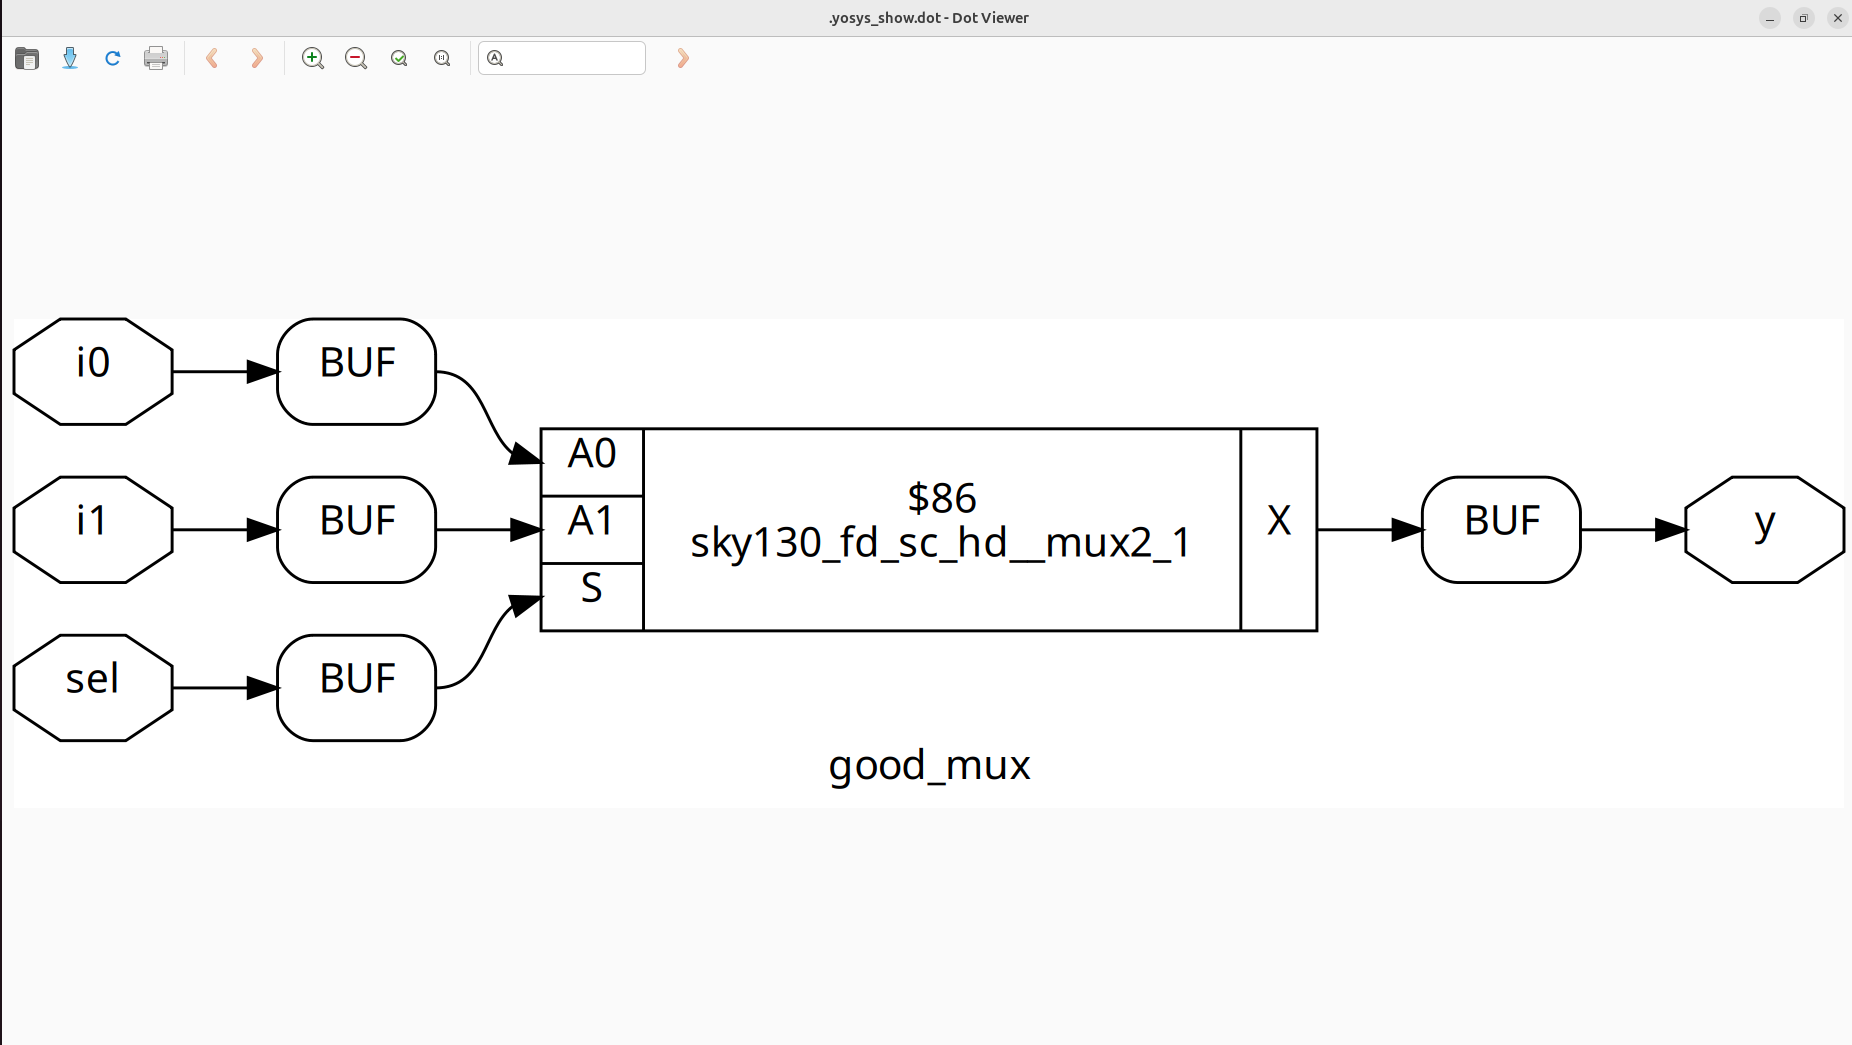 .yosys_show.dot - Dot Viewer
i0
BUF
i1
BUF
sel
BUF
A0
A1
S
$86
sky130_fd_sc_hd__mux2_1
X
BUF
y
good_mux